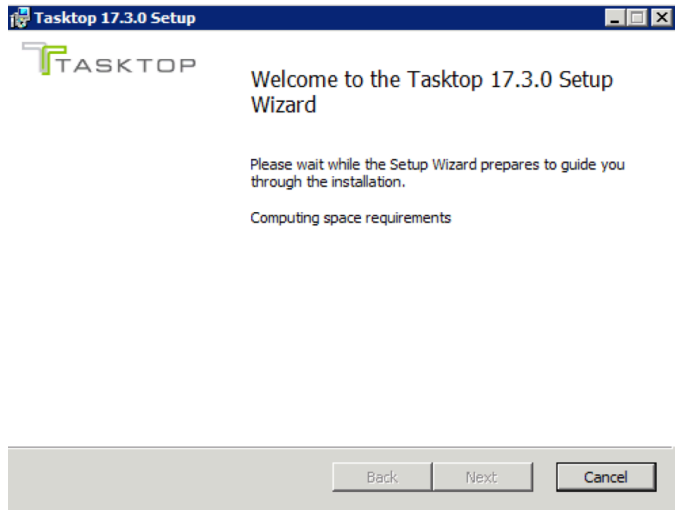 Tasktop 17.3.0 Setup
TASKTOP
Welcome to the Tasktop 17.3.0 Setup
Wizard
Please wait while the Setup Wizard prepares to guide you
through the installation.
Computing space requirements
Back Next Cancel